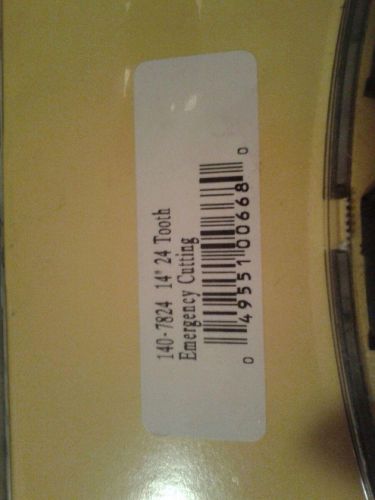 140-7824 14" 24 Tooth
Emergency Cutting
0 49551 00668 0